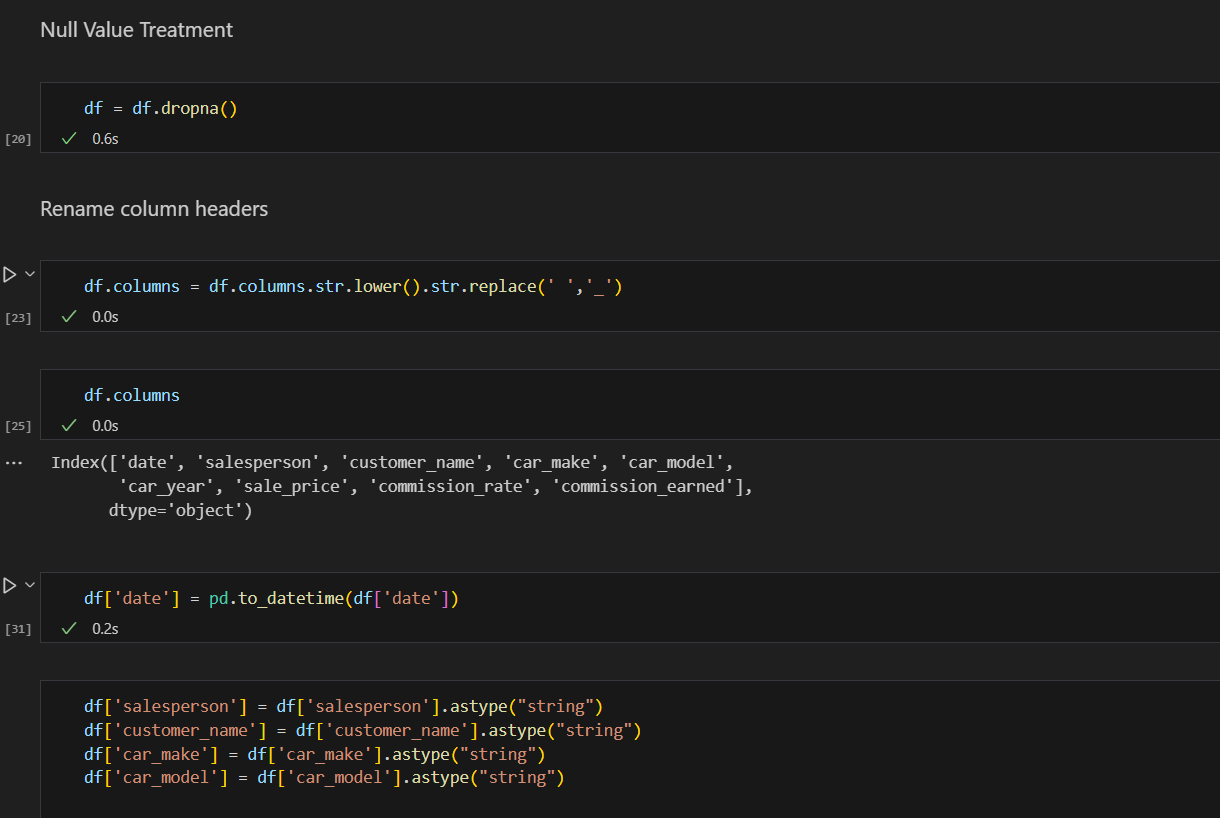 Null Value Treatment
df = df.dropna()
[20]
0.6s
Rename column headers
df.columns = df.columns.str.lower().str.replace(' ','_')
[23]
0.0s
df.columns
[25]
0.0s
... Index(['date', 'salesperson', 'customer_name', 'car_make', 'car_model',
'car_year', 'sale_price', 'commission_rate', 'commission_earned'],
dtype='object')
df['date'] = pd.to_datetime(df['date'])
[31]
0.2s
df['salesperson'] = df['salesperson'].astype("string")
df['customer_name'] = df['customer_name'].astype("string")
df['car_make'] = df['car_make'].astype("string")
df['car_model'] = df['car_model'].astype("string")